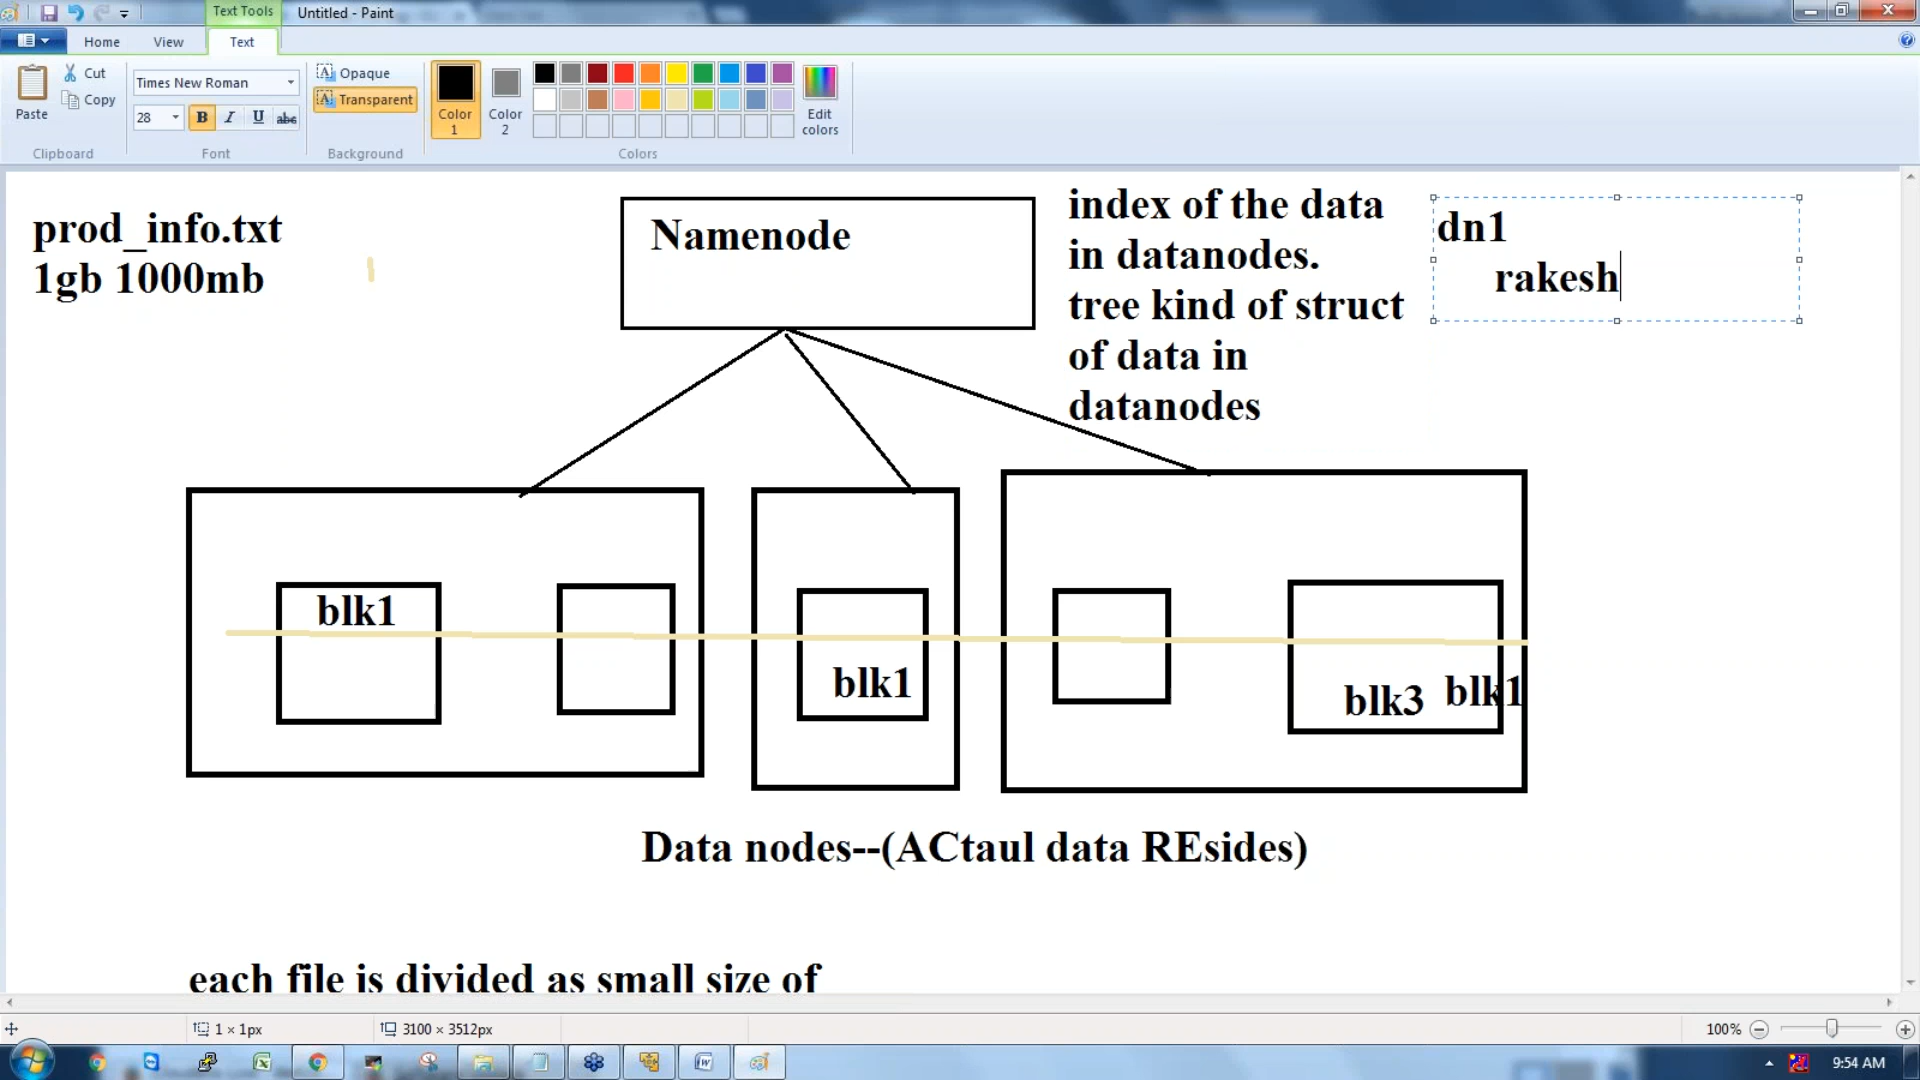 Text Tools
Untitled - Paint
Home
View
Text
Paste
Cut
Copy
Clipboard
Times New Roman
28
B I U abc
Font
Opaque
Transparent
Background
Color 1
Color 2
Edit colors
Colors
prod_info.txt
1gb 1000mb
Namenode
index of the data
in datanodes.
tree kind of struct
of data in
datanodes
dn1
rakesh
blk1
blk1
blk3
blk1
Data nodes--(ACtaul data REsides)
each file is divided as small size of
1 × 1px
3100 × 3512px
100%
9:54 AM